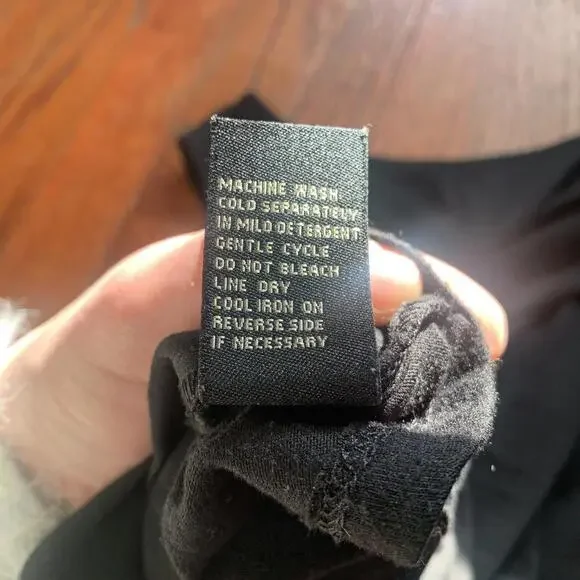 MACHINE WASH
COLD SEPARATELY
IN MILD DETERGENT
GENTLE CYCLE
DO NOT BLEACH
LINE DRY
COOL IRON ON
REVERSE SIDE
IF NECESSARY